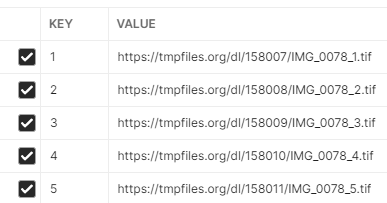 KEY VALUE
1 https://tmpfiles.org/dl/158007/IMG_0078_1.tif
2 https://tmpfiles.org/dl/158008/IMG_0078_2.tif
3 https://tmpfiles.org/dl/158009/IMG_0078_3.tif
4 https://tmpfiles.org/dl/158010/IMG_0078_4.tif
5 https://tmpfiles.org/dl/158011/IMG_0078_5.tif